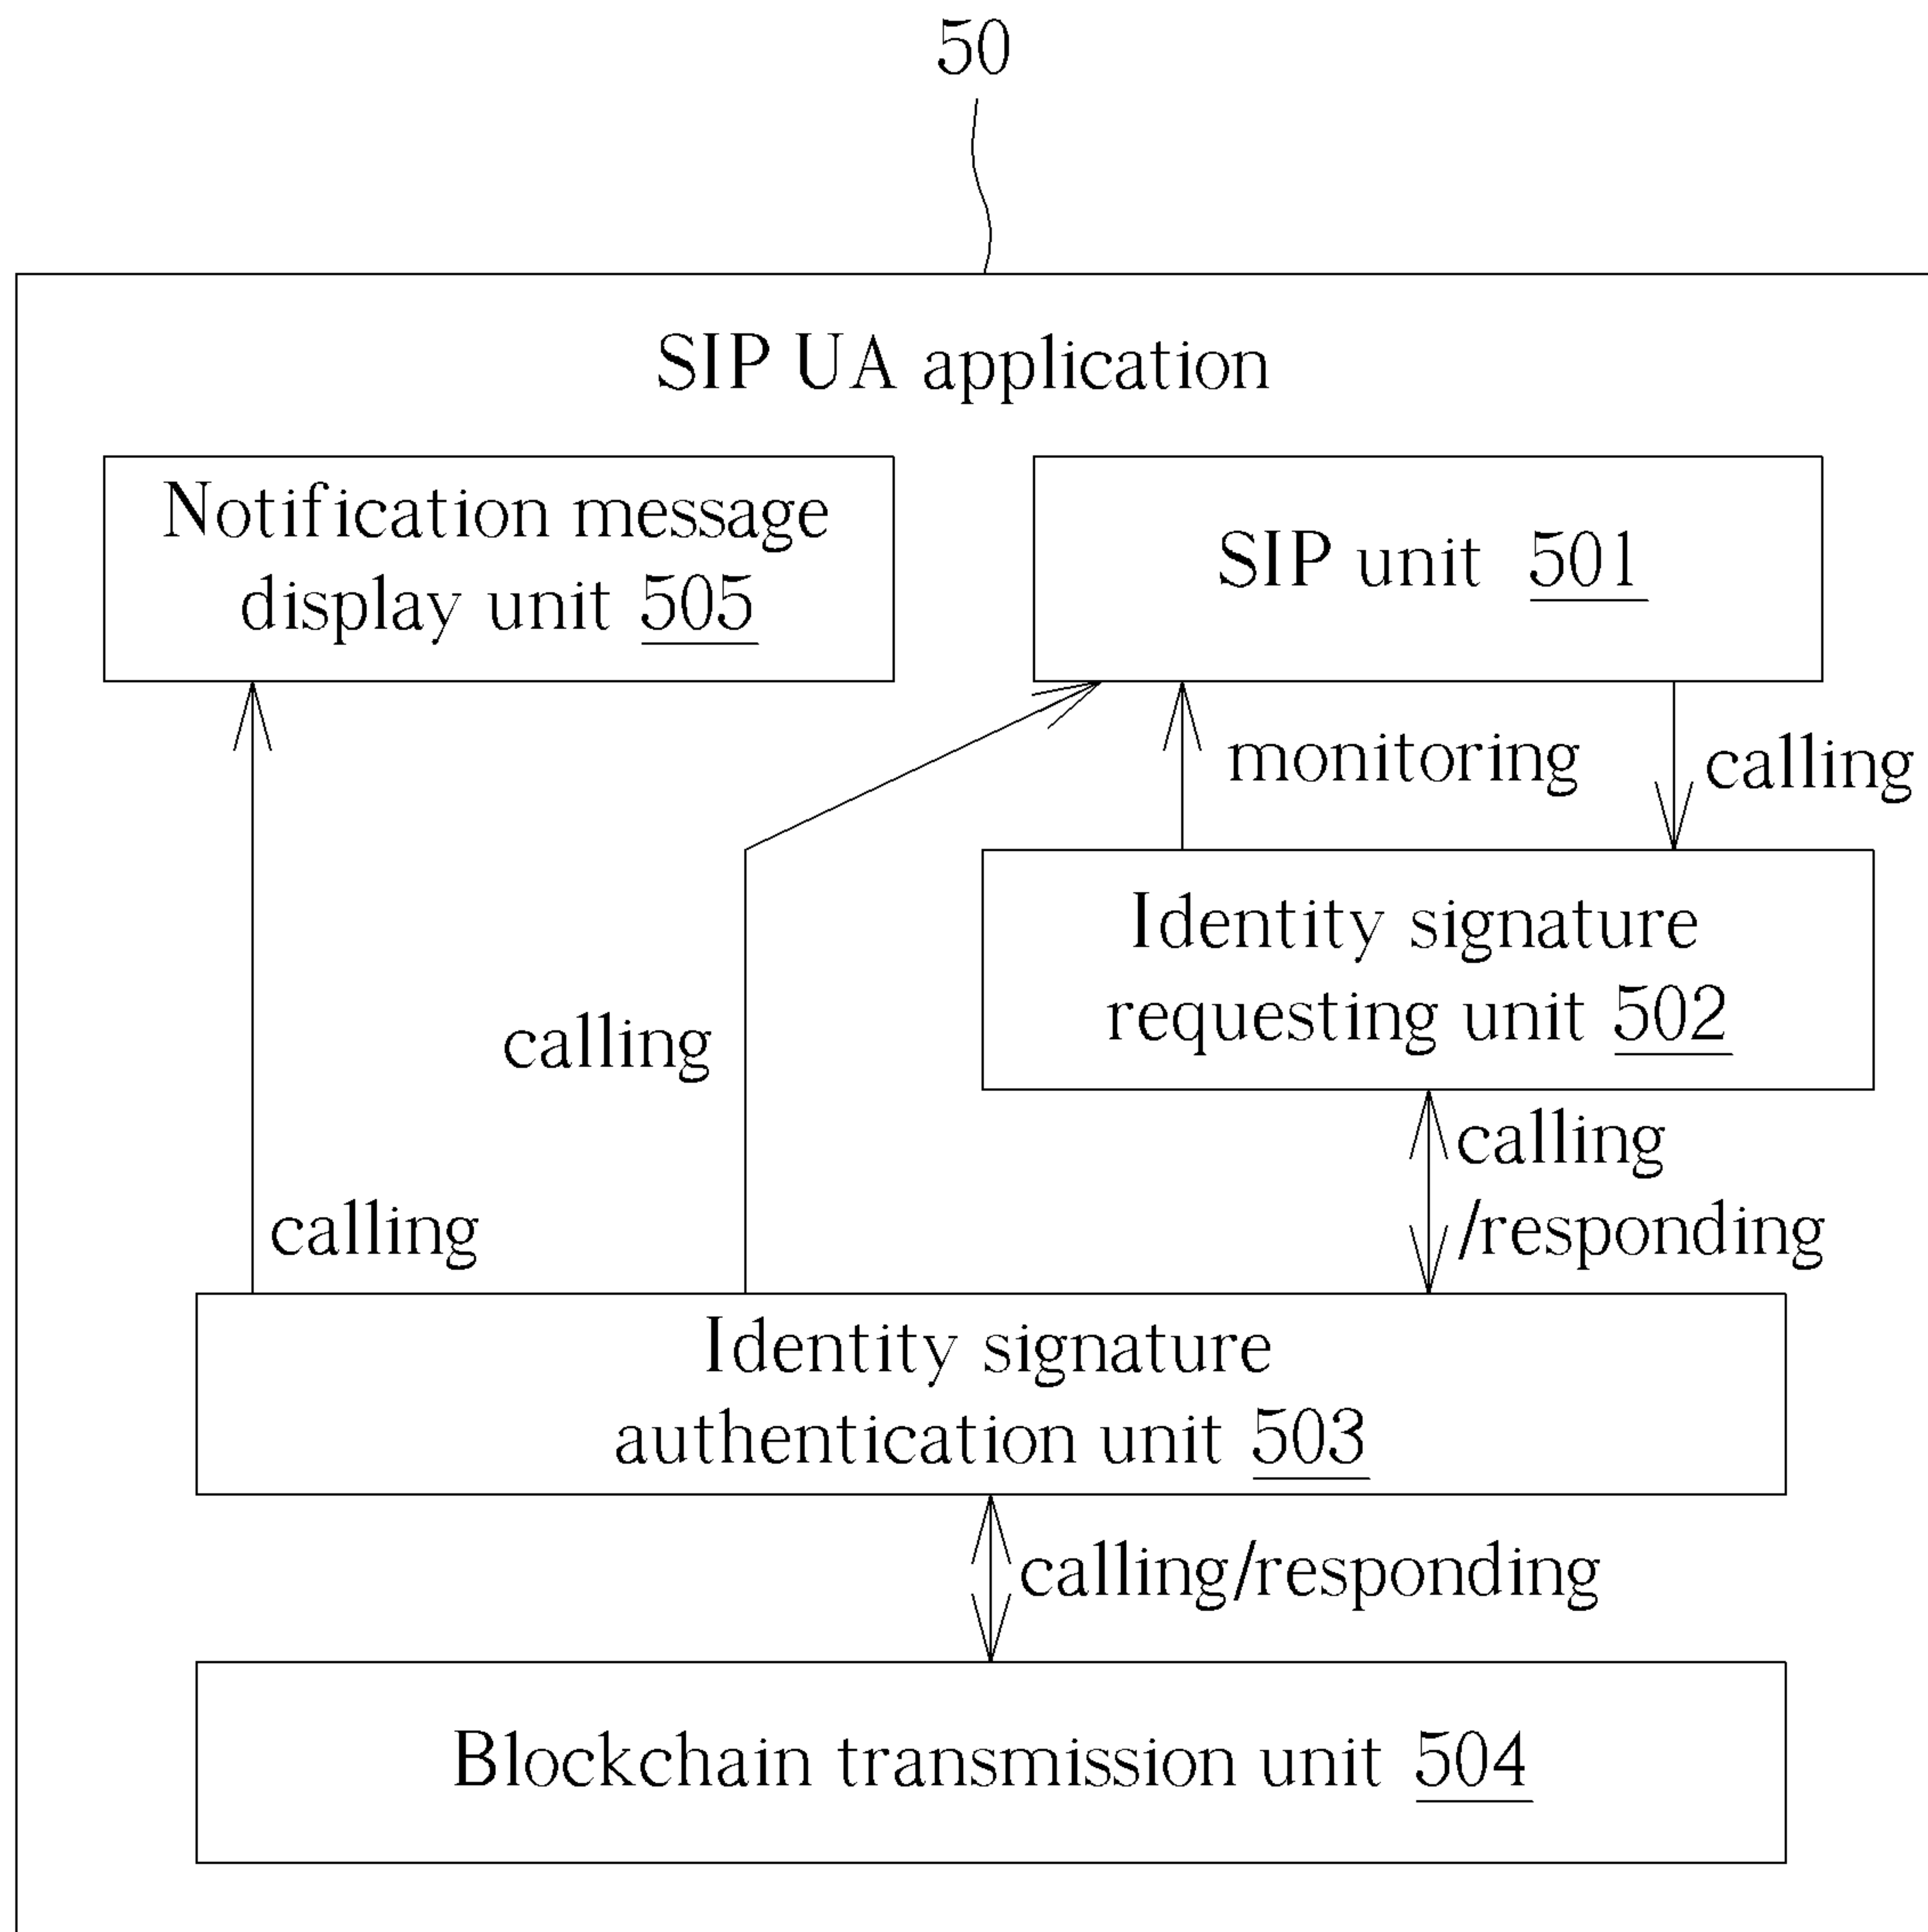 50
SIP UA application
Notification message
display unit 505
SIP unit 501
monitoring
calling
Identity signature
requesting unit 502
calling
calling
/responding
calling
Identity signature
authentication unit 503
calling/responding
Blockchain transmission unit 504